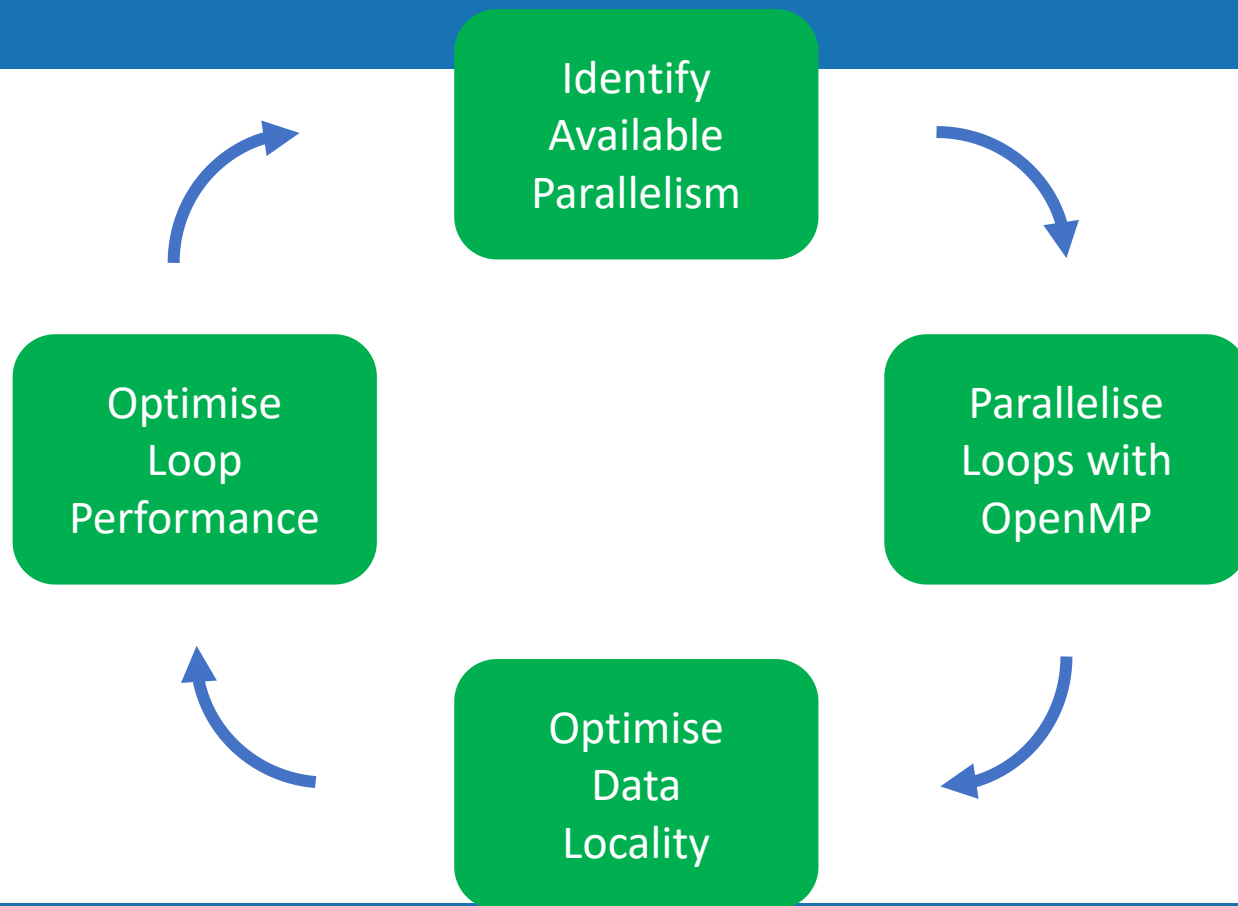 Identify
Available
Parallelism
Optimise
Loop
Performance
Parallelise
Loops with
OpenMP
Optimise
Data
Locality